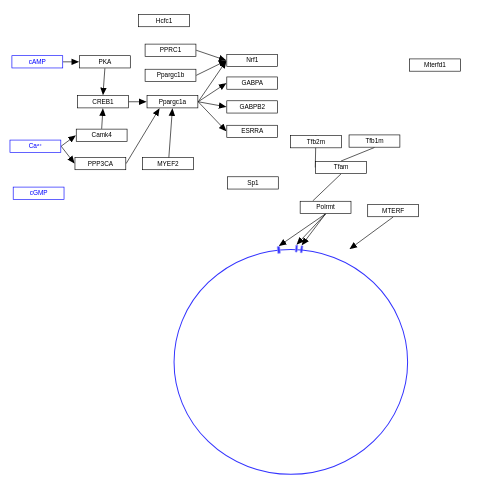 Hcfc1
PPRC1
cAMP
PKA
Nrf1
Mterfd1
Ppargc1b
GABPA
CREB1
Ppargc1a
GABPB2
ESRRA
Camk4
Tfb2m
Tfb1m
Ca²⁺
PPP3CA
MYEF2
Tfam
Sp1
cGMP
Polrmt
MTERF